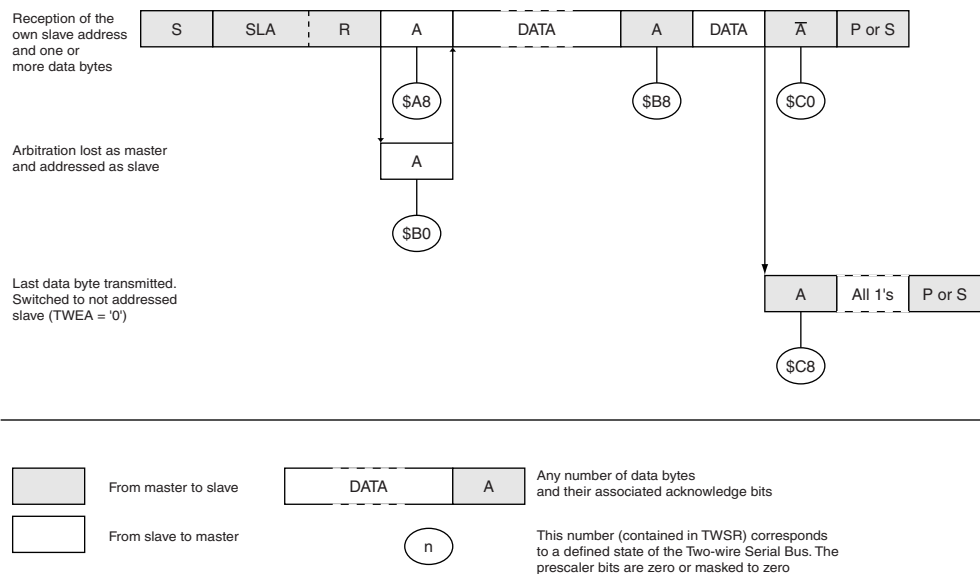 Reception of the
own slave address
and one or
more data bytes
S SLA R A DATA A DATA A P or S
$A8 $B8 $C0
Arbitration lost as master
and addressed as slave
A
$B0
Last data byte transmitted.
Switched to not addressed
slave (TWEA = '0')
A All 1's P or S
$C8
From master to slave
DATA A
Any number of data bytes
and their associated acknowledge bits
From slave to master
n
This number (contained in TWSR) corresponds
to a defined state of the Two-wire Serial Bus. The
prescaler bits are zero or masked to zero